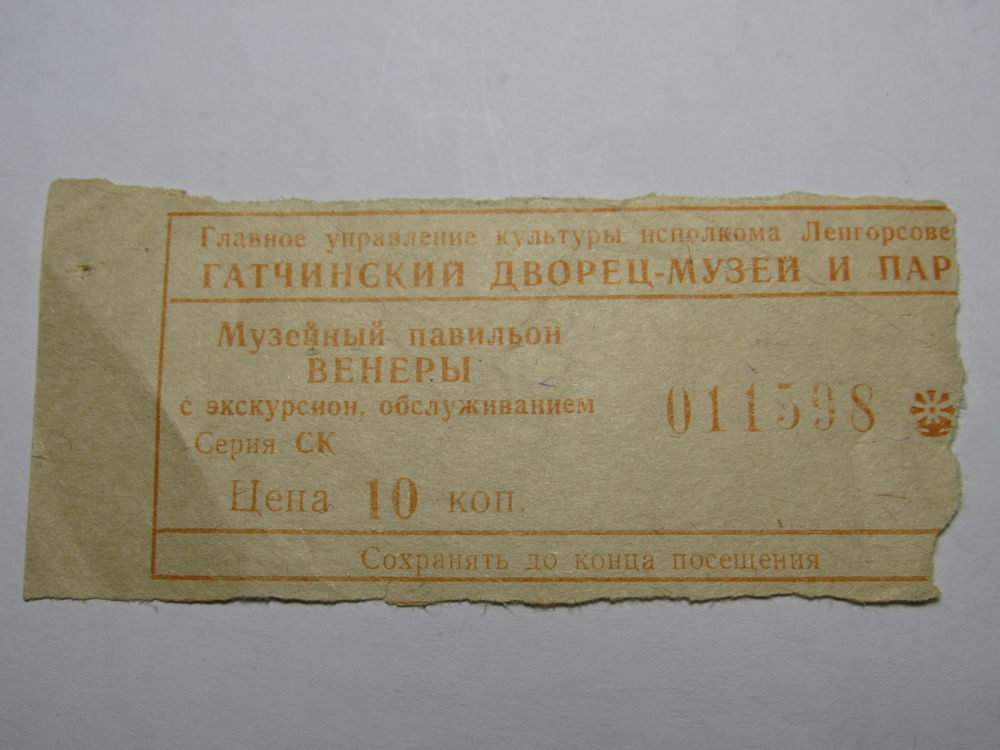 Главное управление культуры исполкома Ленгорсове
ГАТЧИНСКИЙ ДВОРЕЦ-МУЗЕЙ И ПАР
Музейный павильон
ВЕНЕРЫ
с экскурсион. обслуживанием
011598
Серия СК
Цена 10 коп.
Сохранять до конца посещения